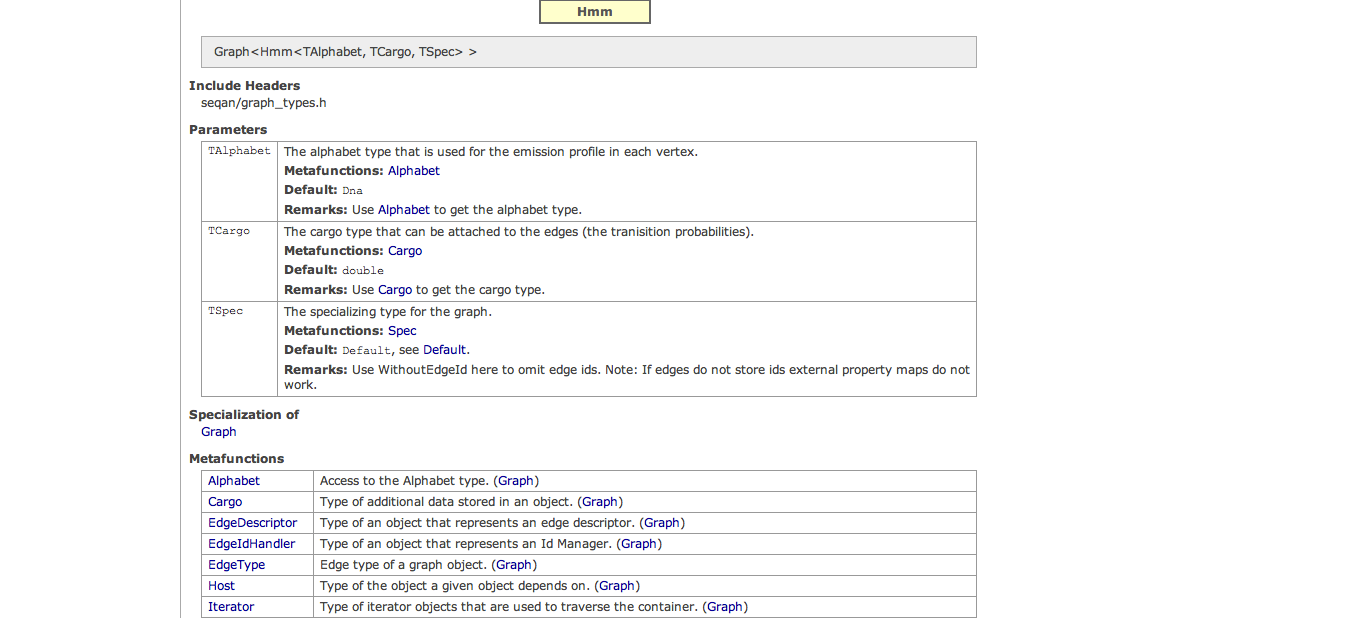 Hmm
Graph<Hmm<TAlphabet, TCargo, TSpec> >
Include Headers
seqan/graph_types.h
Parameters
TAlphabet The alphabet type that is used for the emission profile in each vertex.
Metafunctions: Alphabet
Default: Dna
Remarks: Use Alphabet to get the alphabet type.
TCargo The cargo type that can be attached to the edges (the tranisition probabilities).
Metafunctions: Cargo
Default: double
Remarks: Use Cargo to get the cargo type.
TSpec The specializing type for the graph.
Metafunctions: Spec
Default: Default, see Default.
Remarks: Use WithoutEdgeId here to omit edge ids. Note: If edges do not store ids external property maps do not
work.
Specialization of
Graph
Metafunctions
Alphabet Access to the Alphabet type. (Graph)
Cargo Type of additional data stored in an object. (Graph)
EdgeDescriptor Type of an object that represents an edge descriptor. (Graph)
EdgeIdHandler Type of an object that represents an Id Manager. (Graph)
EdgeType Edge type of a graph object. (Graph)
Host Type of the object a given object depends on. (Graph)
Iterator Type of iterator objects that are used to traverse the container. (Graph)